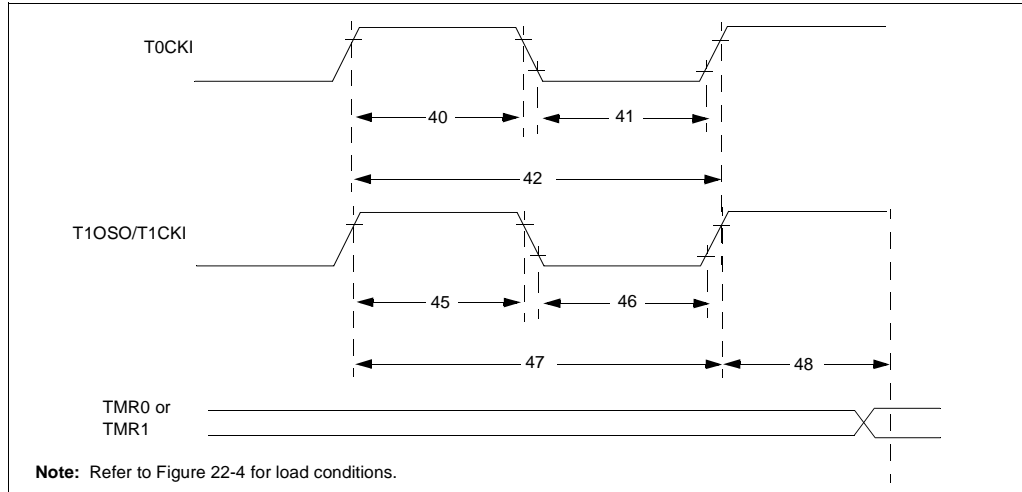 T0CKI
40
41
42
T1OSO/T1CKI
45
46
47
48
TMR0 or
TMR1
Note: Refer to Figure 22-4 for load conditions.